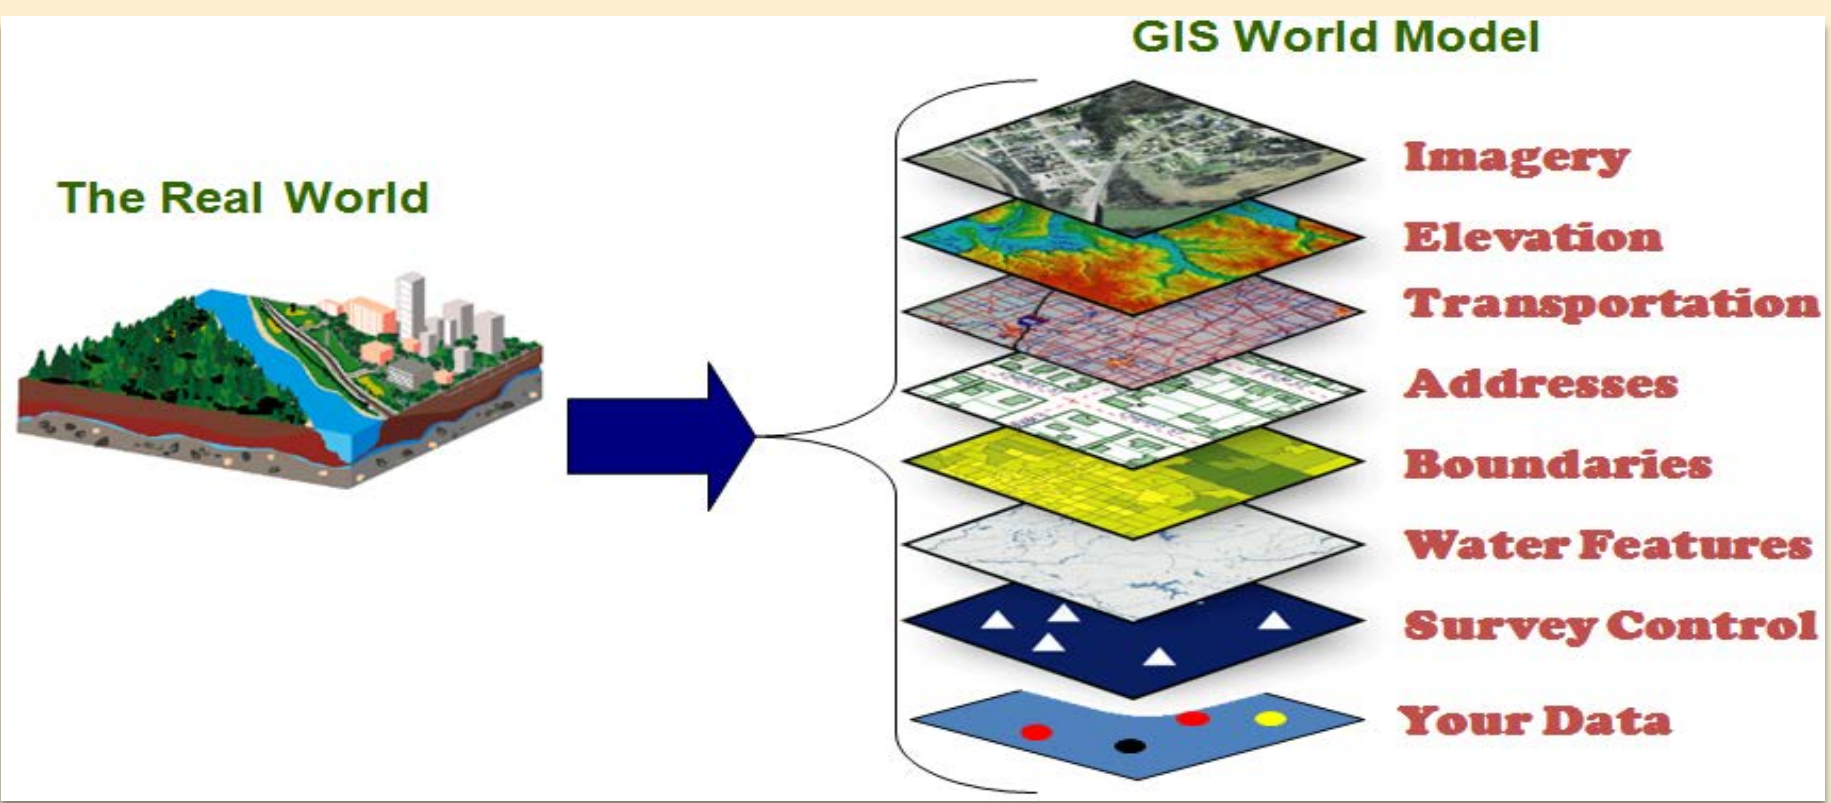 GIS World Model
The Real World
Imagery
Elevation
Transportation
Addresses
Boundaries
Water Features
Survey Control
Your Data